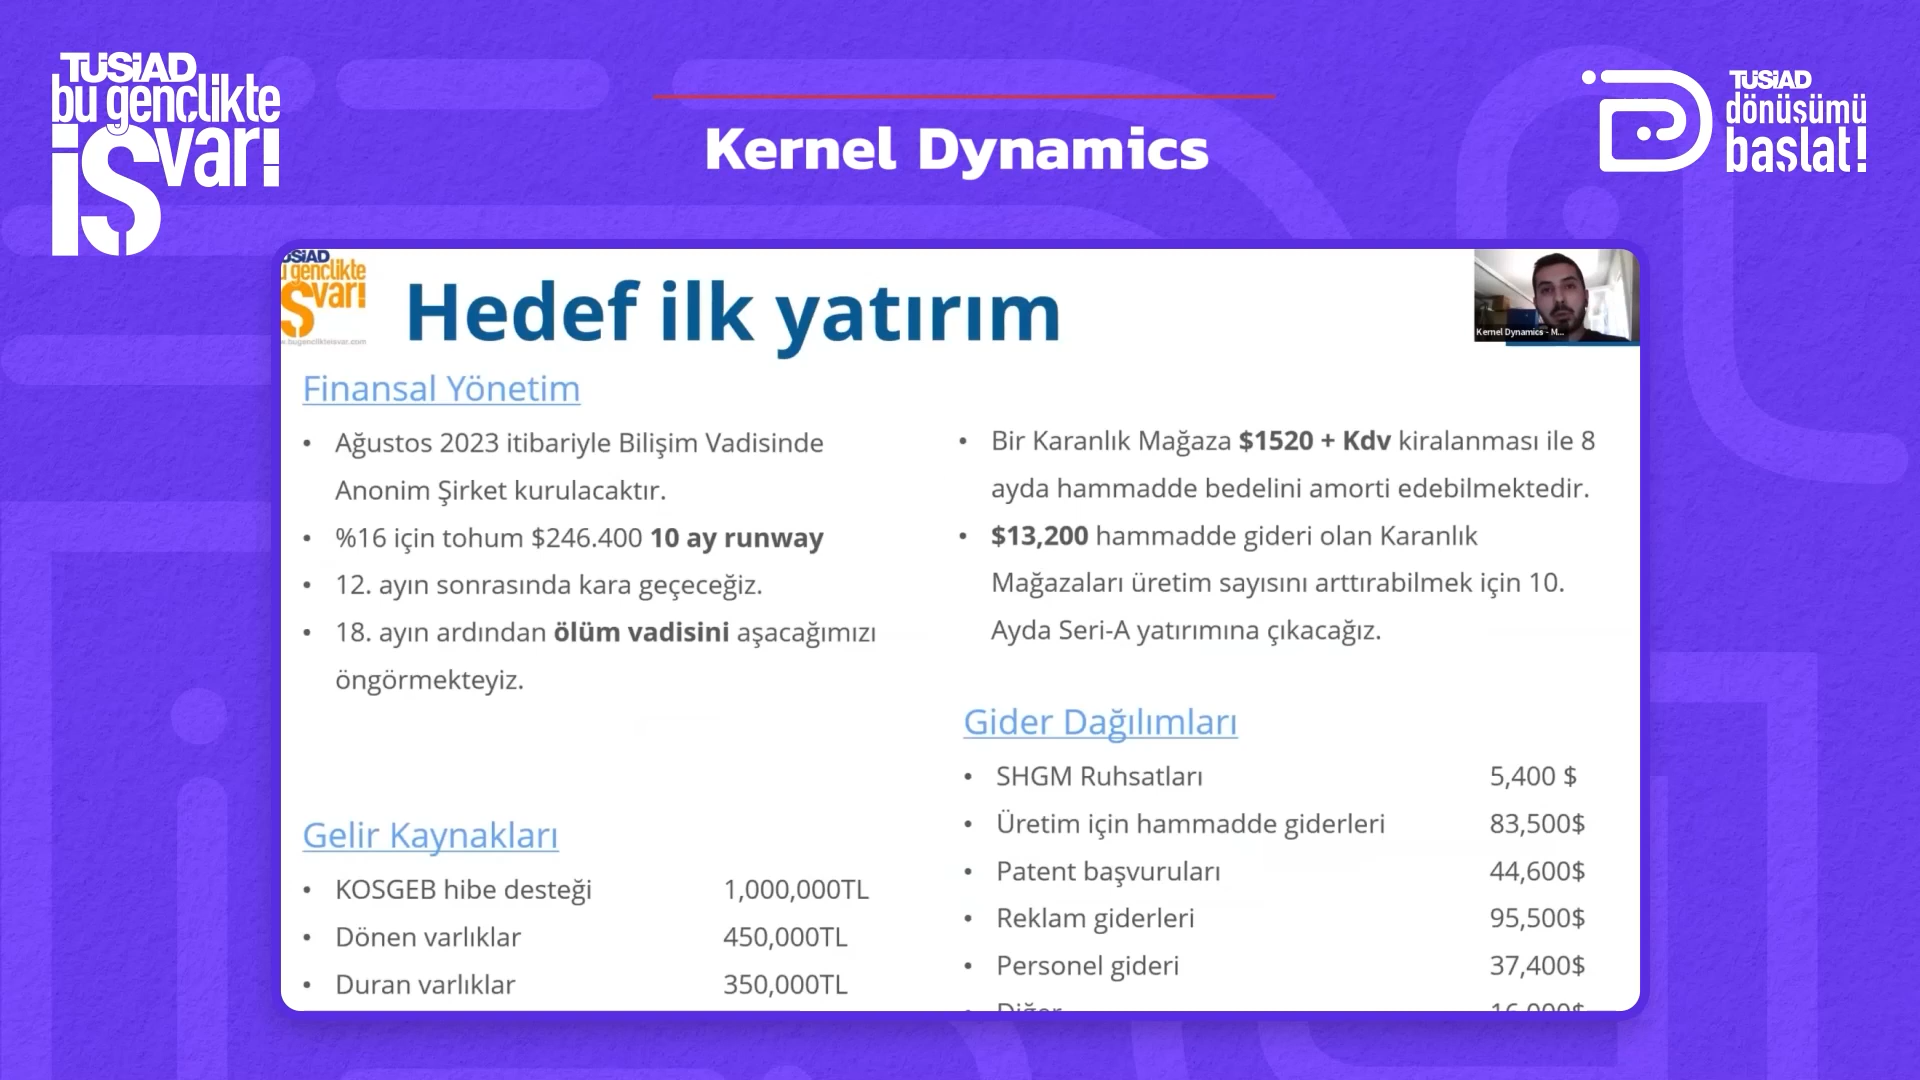 TÜSİAD
bu gençlikte
iŞ var!
Kernel Dynamics
TÜSİAD
dönüşümü
başlat!
gençlikte
var!
Hedef ilk yatırım
Kernel Dynamics - M...
Finansal Yönetim
• Ağustos 2023 itibariyle Bilişim Vadisinde
Anonim Şirket kurulacaktır.
• %16 için tohum $246.400 10 ay runway
• 12. ayın sonrasında kara geçeceğiz.
• 18. ayın ardından ölüm vadisini aşacağımızı
öngörmekteyiz.
Gelir Kaynakları
• KOSGEB hibe desteği 1,000,000TL
• Dönen varlıklar 450,000TL
• Duran varlıklar 350,000TL
• Bir Karanlık Mağaza $1520 + Kdv kiralanması ile 8
ayda hammadde bedelini amorti edebilmektedir.
• $13,200 hammadde gideri olan Karanlık
Mağazaları üretim sayısını arttırabilmek için 10.
Ayda Seri-A yatırımına çıkacağız.
Gider Dağılımları
• SHGM Ruhsatları 5,400 $
• Üretim için hammadde giderleri 83,500$
• Patent başvuruları 44,600$
• Reklam giderleri 95,500$
• Personel gideri 37,400$